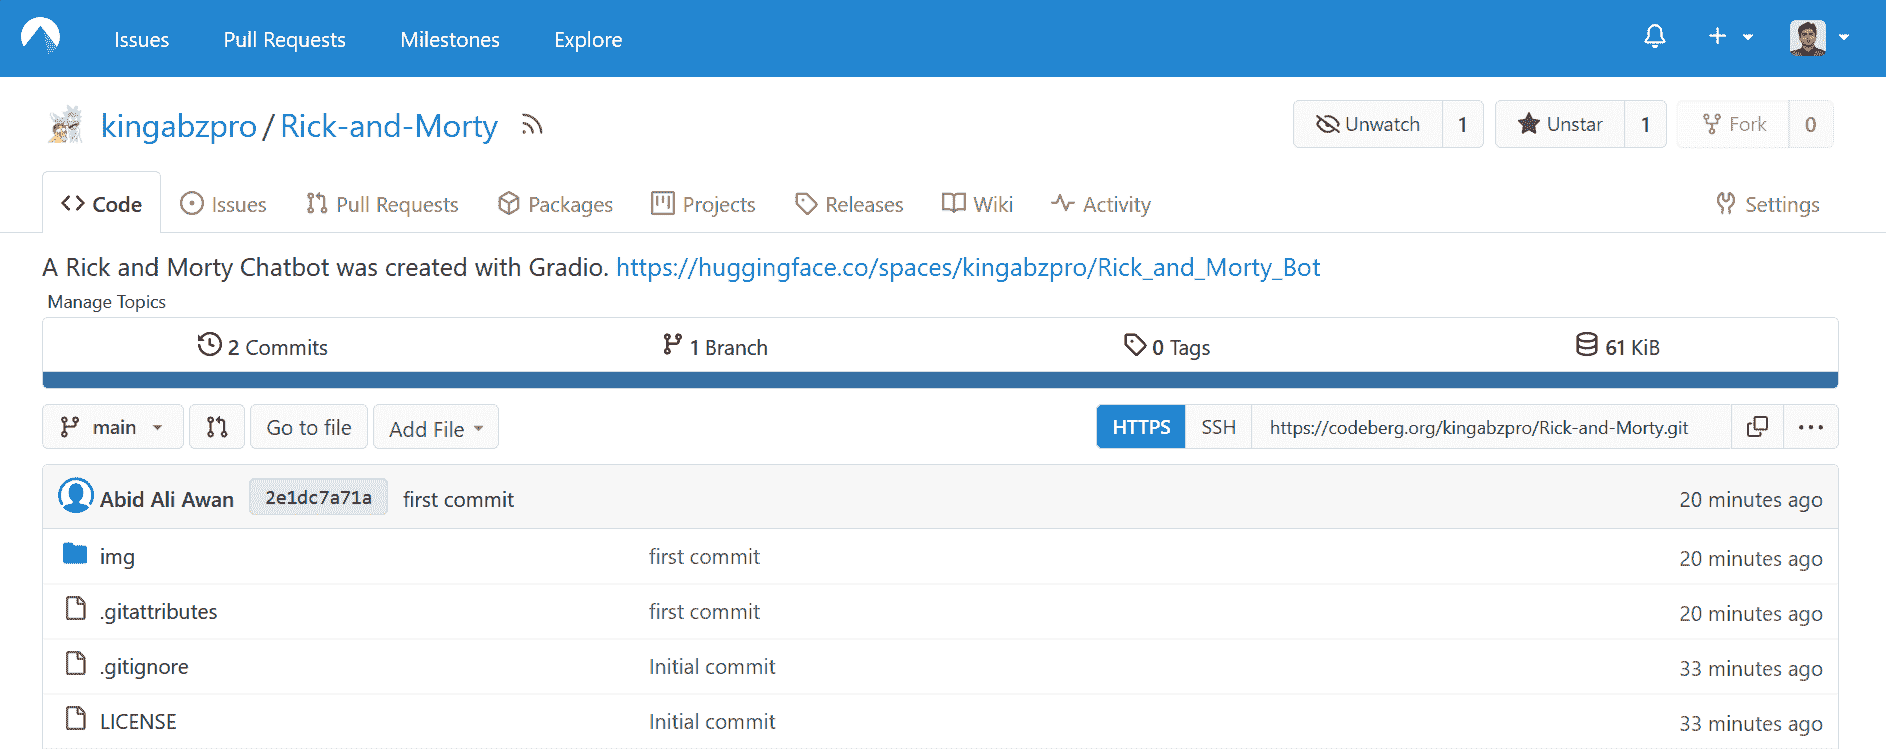 Issues Pull Requests Milestones Explore
kingabzpro / Rick-and-Morty Unwatch 1 Unstar 1 Fork 0
Code Issues Pull Requests Packages Projects Releases Wiki Activity Settings
A Rick and Morty Chatbot was created with Gradio. https://huggingface.co/spaces/kingabzpro/Rick_and_Morty_Bot
Manage Topics
2 Commits 1 Branch 0 Tags 61 KiB
main Go to file Add File HTTPS SSH https://codeberg.org/kingabzpro/Rick-and-Morty.git
Abid Ali Awan 2e1dc7a71a first commit 20 minutes ago
img first commit 20 minutes ago
.gitattributes first commit 20 minutes ago
.gitignore Initial commit 33 minutes ago
LICENSE Initial commit 33 minutes ago